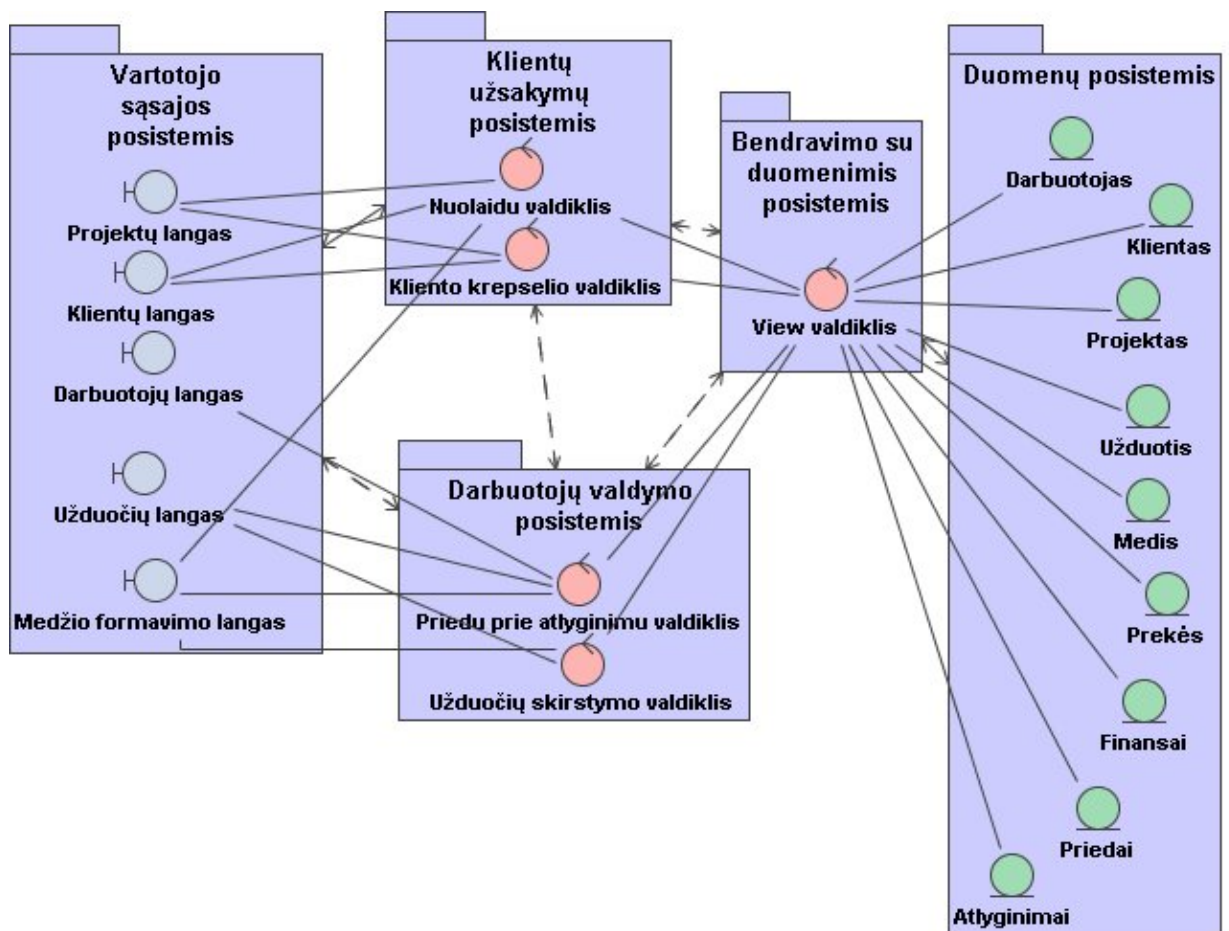 Vartotojo
sąsajos
posistemis
Projektų langas
Klientų langas
Darbuotojų langas
Užduočių langas
Medžio formavimo langas
Klientų
užsakymų
posistemis
Nuolaidu valdiklis
Kliento krepselio valdiklis
Darbuotojų valdymo
posistemis
Priedu prie atlyginimu valdiklis
Užduočių skirstymo valdiklis
Bendravimo su
duomenimis
posistemis
View valdiklis
Duomenų posistemis
Darbuotojas
Klientas
Projektas
Užduotis
Medis
Prekės
Finansai
Priedai
Atlyginimai